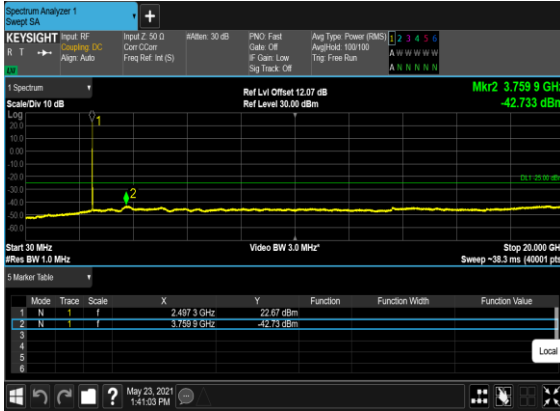 Spectrum Analyzer 1
Swept SA
+
KEYSIGHT Input: RF Input Z: 50 Ω #Atten: 30 dB PNO: Fast Avg Type: Power (RMS) 1 2 3 4 5 6
R T Coupling: DC Corr CCorr Gate: Off Avg|Hold: 100/100 A W W W W W
Align: Auto Freq Ref: Int (S) IF Gain: Low Trig: Free Run
Sig Track: Off A N N N N N
1 Spectrum
Ref Lvl Offset 12.07 dB Mkr2 3.759 9 GHz
Scale/Div 10 dB Ref Level 30.00 dBm -42.733 dBm
Log
20.0
10.0
0.00
-10.0
-20.0
-30.0
-40.0
-50.0
-60.0
1
2
DL1 -25.00 dBm
Start 30 MHz Video BW 3.0 MHz* Stop 20.000 GH
#Res BW 1.0 MHz Sweep ~38.3 ms (40001 pts
5 Marker Table
Mode Trace Scale X Y Function Function Width Function Value
1 N 1 f 2.497 3 GHz 22.67 dBm
2 N 1 f 3.759 9 GHz -42.73 dBm
3
4
5
6
Local
? May 23, 2021
1:41:03 PM